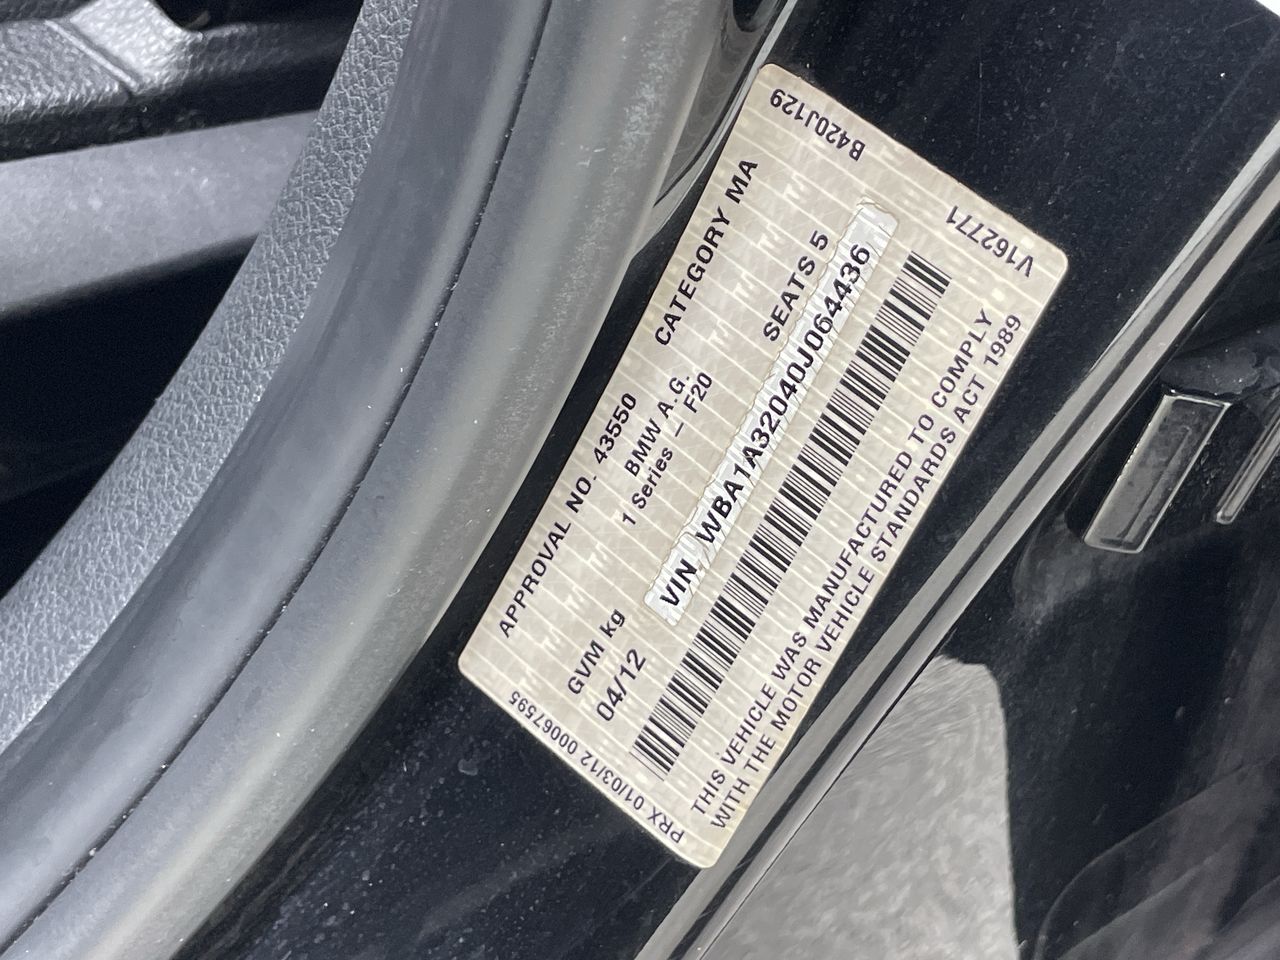 APPROVAL NO. 43550 CATEGORY MA
BMW A.G.
1 Series _ F20 SEATS 5
GVM kg
04/12 VIN WBA1A32040J064436
THIS VEHICLE WAS MANUFACTURED TO COMPLY
WITH THE MOTOR VEHICLE STANDARDS ACT 1989
PRX 01/03/12 00067595
B420J129
V162771